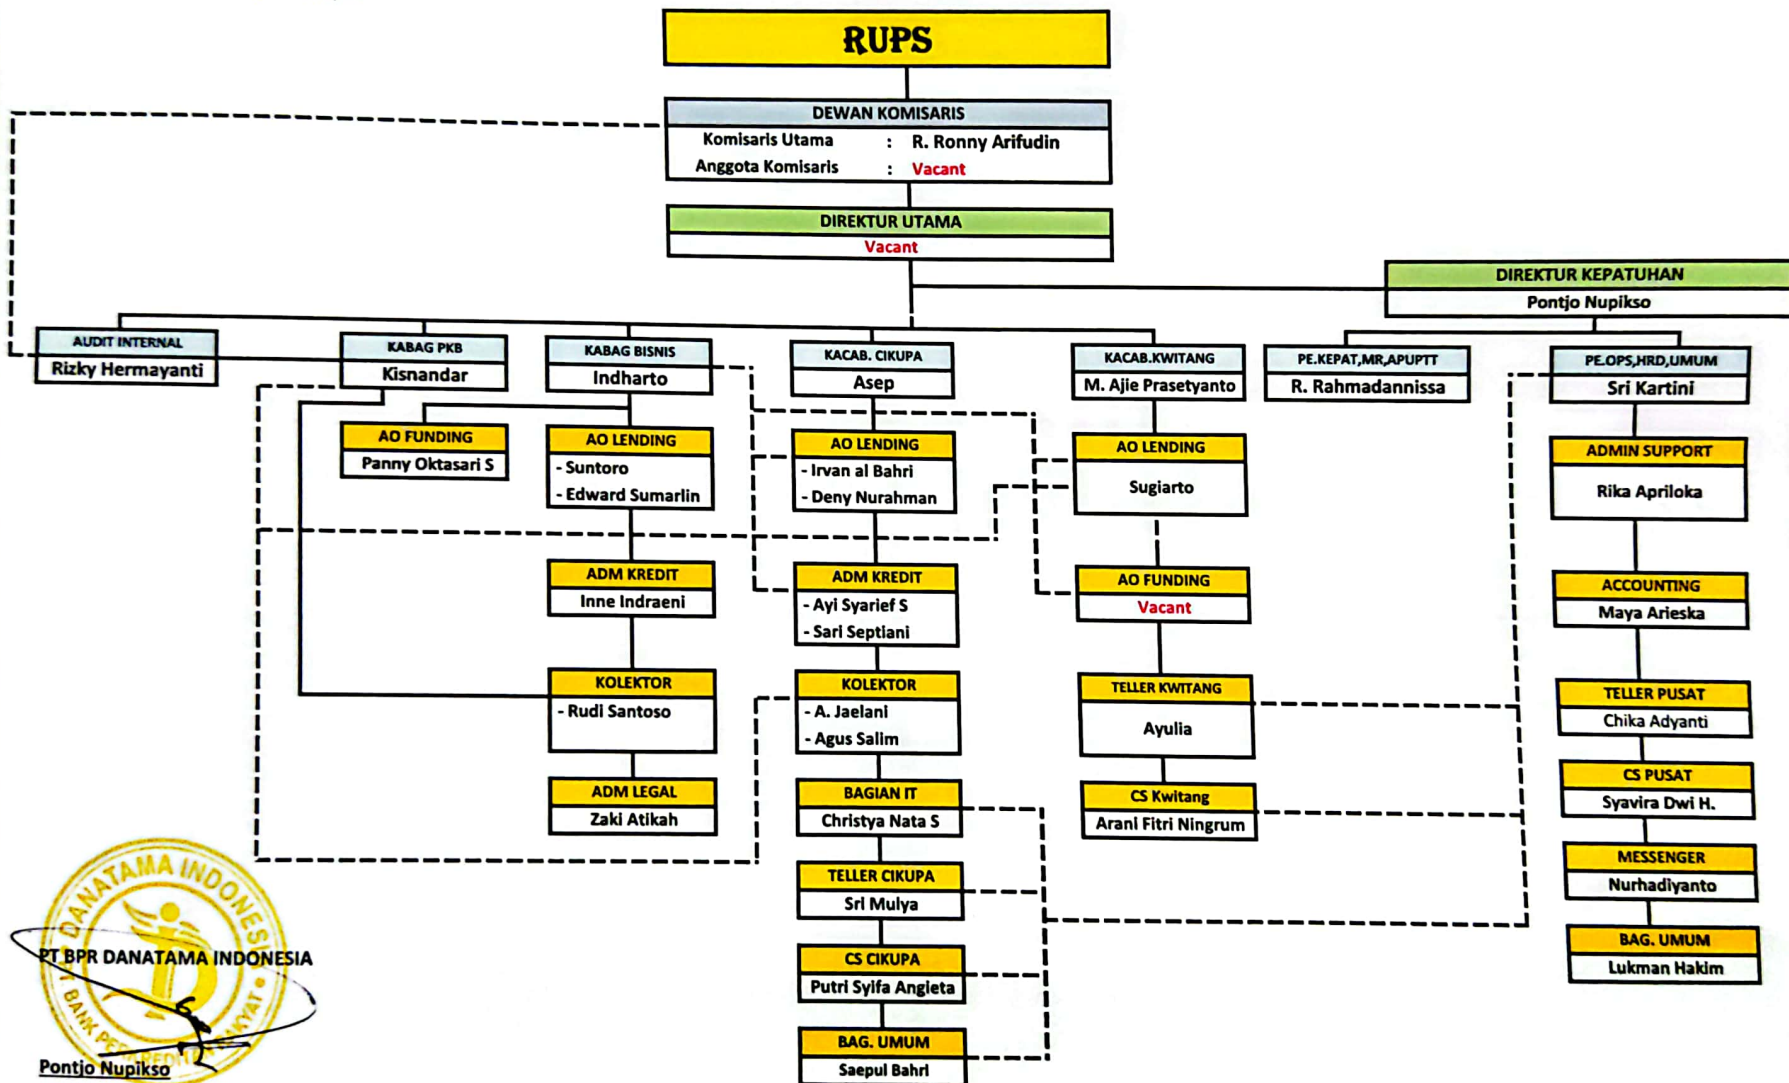 RUPS
DEWAN KOMISARIS
Komisaris Utama : R. Ronny Arifudin
Anggota Komisaris : Vacant
DIREKTUR UTAMA
Vacant
DIREKTUR KEPATUHAN
Pontjo Nupikso
AUDIT INTERNAL
Rizky Hermayanti
KABAG PKB
Kisnandar
KABAG BISNIS
Indharto
KACAB. CIKUPA
Asep
KACAB.KWITANG
M. Ajie Prasetyanto
PE.KEPAT,MR,APUPTT
R. Rahmadannissa
PE.OPS,HRD,UMUM
Sri Kartini
AO FUNDING
Panny Oktasari S
AO LENDING
- Suntoro
- Edward Sumarlin
ADM KREDIT
Inne Indraeni
KOLEKTOR
- Rudi Santoso
ADM LEGAL
Zaki Atikah
AO LENDING
- Irvan al Bahri
- Deny Nurahman
ADM KREDIT
- Ayi Syarief S
- Sari Septiani
KOLEKTOR
- A. Jaelani
- Agus Salim
BAGIAN IT
Christya Nata S
TELLER CIKUPA
Sri Mulya
CS CIKUPA
Putri Syifa Angieta
BAG. UMUM
Saepul Bahri
AO LENDING
Sugiarto
AO FUNDING
Vacant
TELLER KWITANG
Ayulia
CS Kwitang
Arani Fitri Ningrum
ADMIN SUPPORT
Rika Apriloka
ACCOUNTING
Maya Arieska
TELLER PUSAT
Chika Adyanti
CS PUSAT
Syavira Dwi H.
MESSENGER
Nurhadiyanto
BAG. UMUM
Lukman Hakim
DANATAMA INDONESIA
PT BPR DANATAMA INDONESIA
PT. BANK PERKREDITAN RAKYAT
Pontjo Nupikso